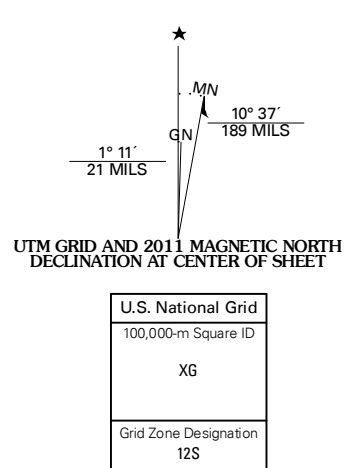 ★
MN
10° 37´
189 MILS
GN
1° 11´
21 MILS
UTM GRID AND 2011 MAGNETIC NORTH
DECLINATION AT CENTER OF SHEET
U.S. National Grid
100,000-m Square ID
XG
Grid Zone Designation
12S